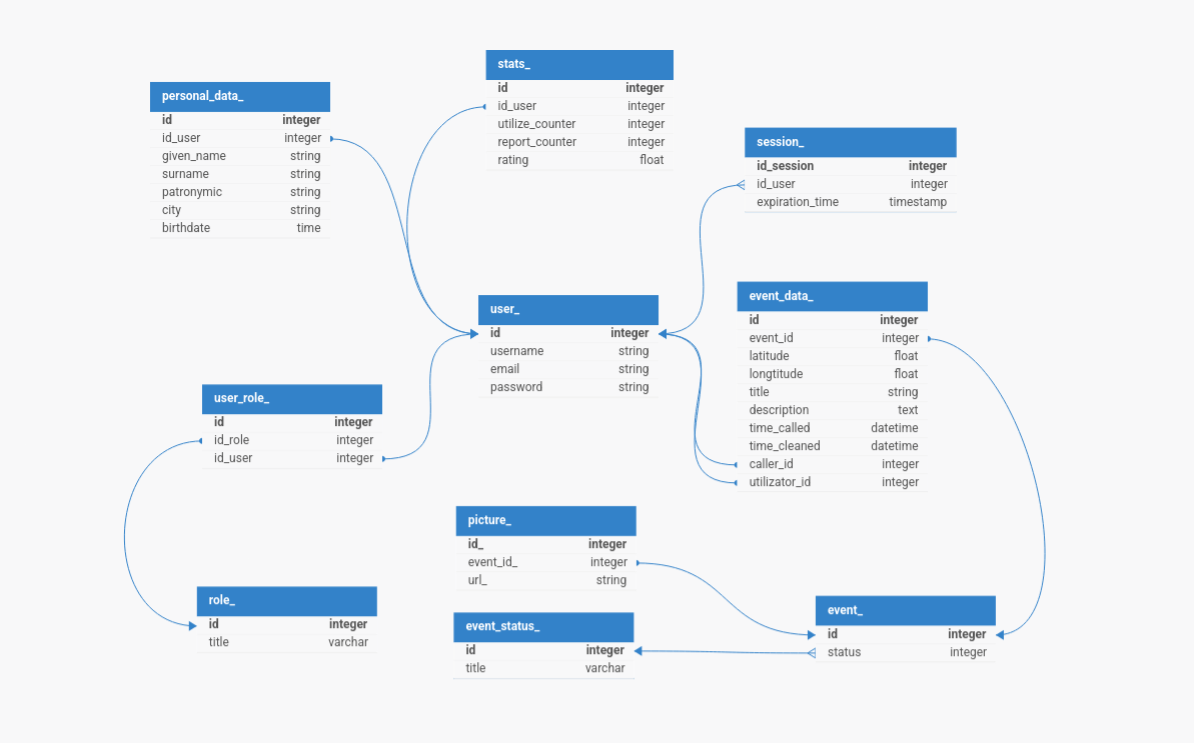 personal_data_
id integer
id_user integer
given_name string
surname string
patronymic string
city string
birthdate time
stats_
id integer
id_user integer
utilize_counter integer
report_counter integer
rating float
session_
id_session integer
id_user integer
expiration_time timestamp
user_
id integer
username string
email string
password string
event_data_
id integer
event_id integer
latitude float
longtitude float
title string
description text
time_called datetime
time_cleaned datetime
caller_id integer
utilizator_id integer
user_role_
id integer
id_role integer
id_user integer
picture_
id_ integer
event_id_ integer
url_ string
role_
id integer
title varchar
event_status_
id integer
title varchar
event_
id integer
status integer